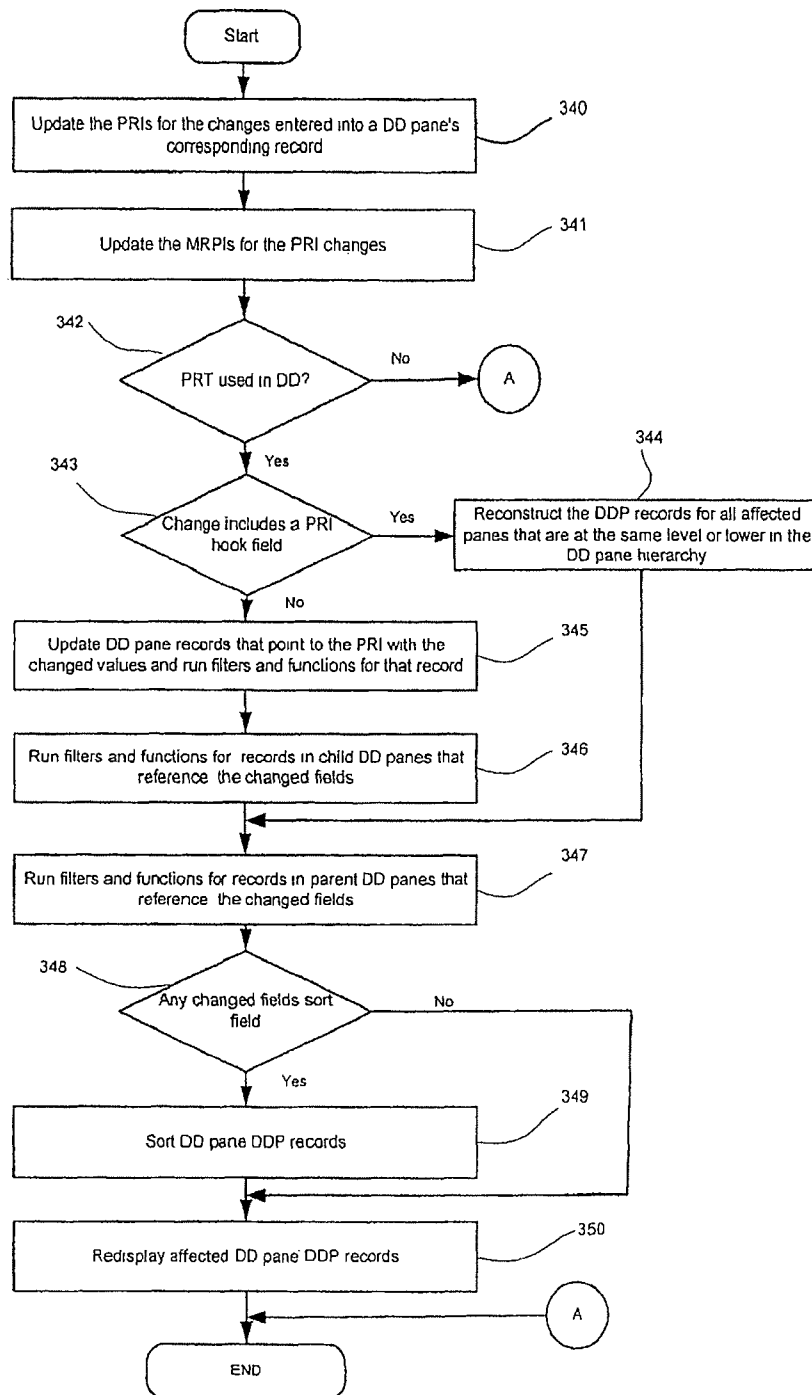 Start
Update the PRIs for the changes entered into a DD pane's
corresponding record
340
Update the MRPIs for the PRI changes
341
342
PRT used in DD?
No
A
Yes
343
Change includes a PRI
hook field
Yes
344
Reconstruct the DDP records for all affected
panes that are at the same level or lower in the
DD pane hierarchy
No
Update DD pane records that point to the PRI with the
changed values and run filters and functions for that record
345
Run filters and functions for records in child DD panes that
reference the changed fields
346
Run filters and functions for records in parent DD panes that
reference the changed fields
347
348
Any changed fields sort
field
No
Yes
Sort DD pane DDP records
349
Redisplay affected DD pane DDP records
350
A
END